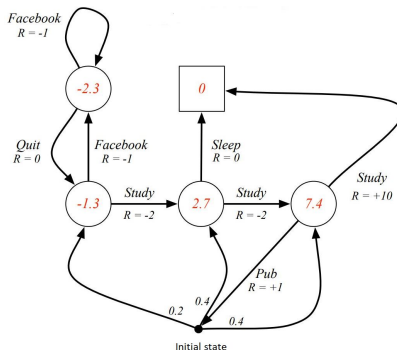 Facebook
R = -1
-2.3
0
Quit
R = 0
Facebook
R = -1
Sleep
R = 0
Study
R = +10
-1.3
Study
R = -2
2.7
Study
R = -2
7.4
Pub
R = +1
0.2
0.4
0.4
Initial state